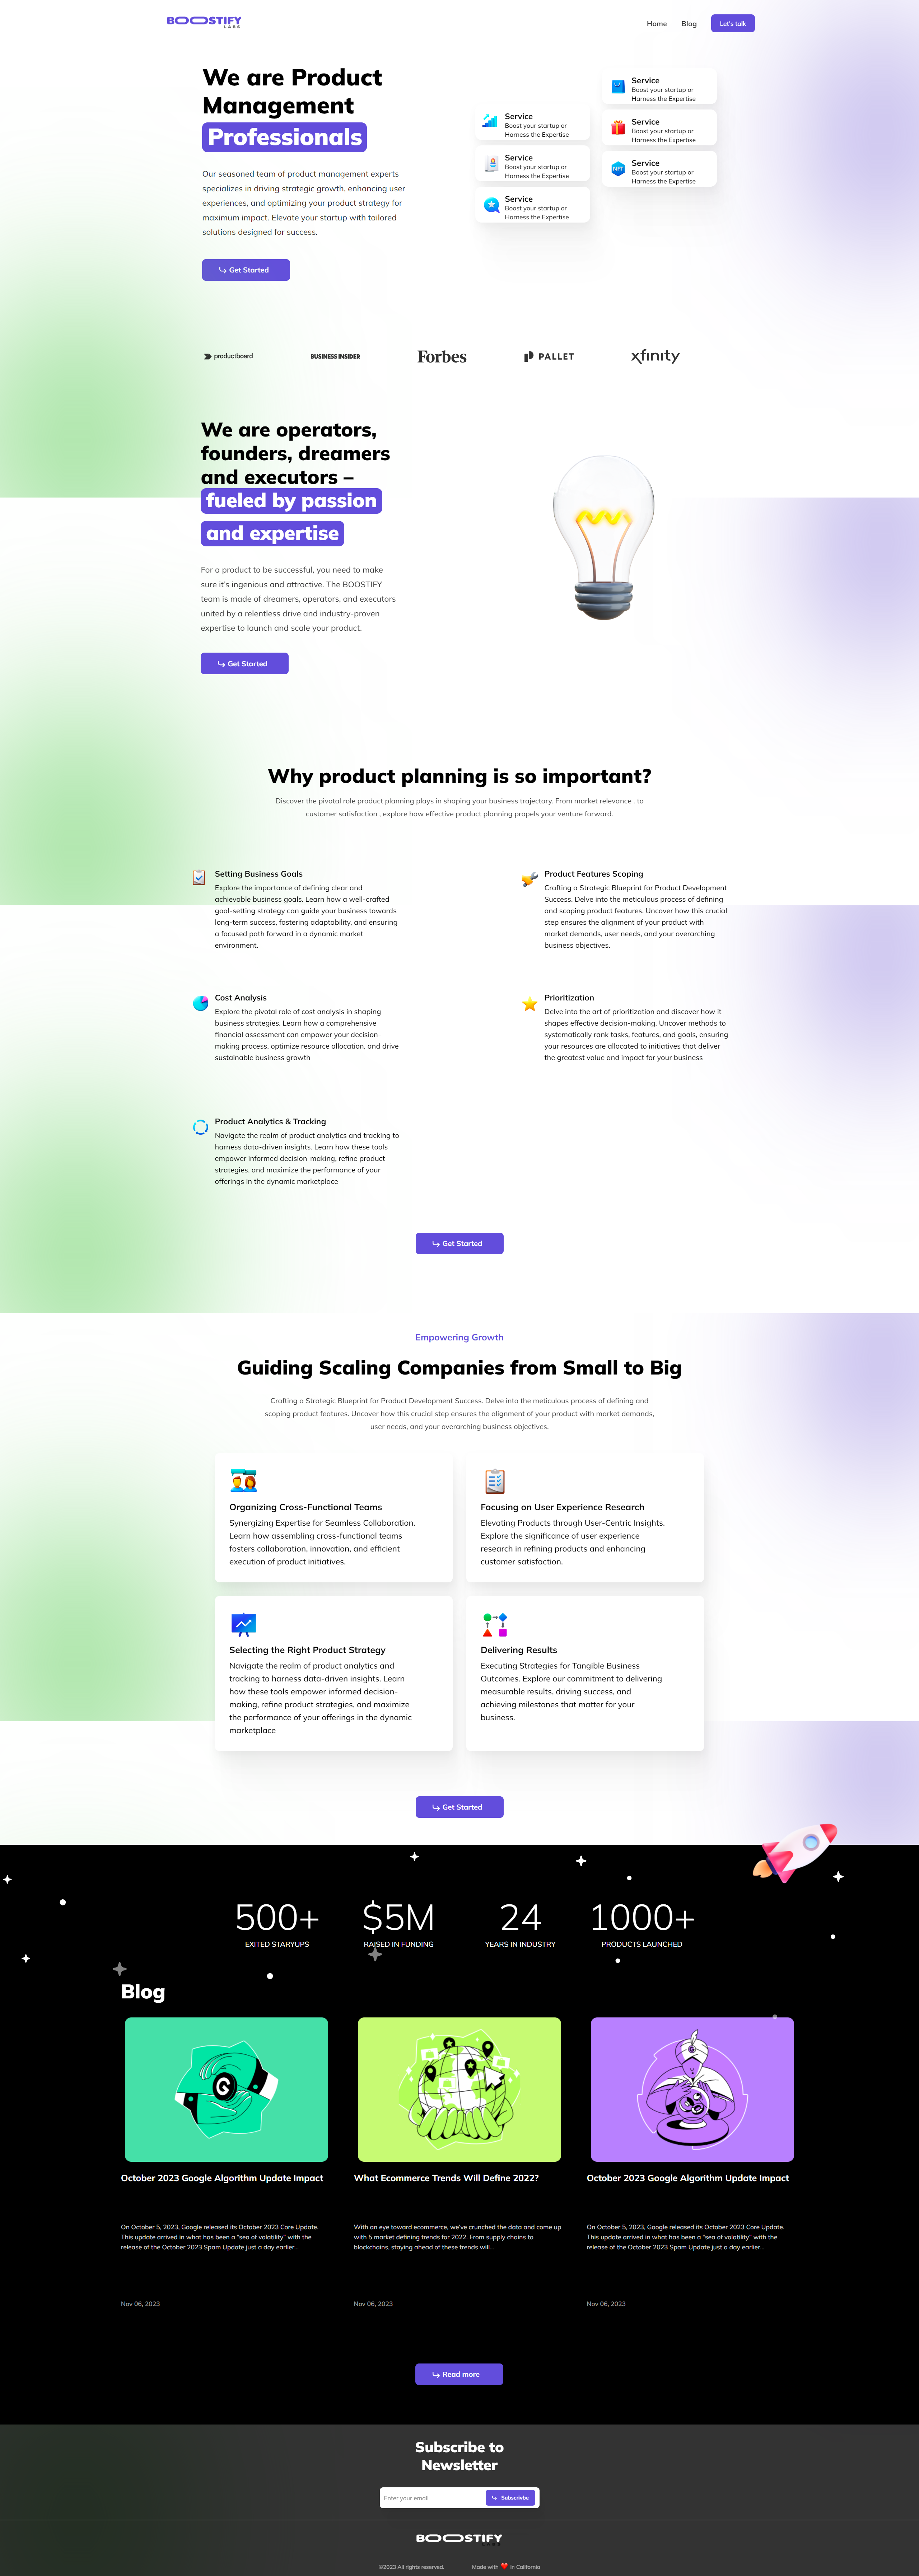 BOOSTIFY
LABS
Home
Blog
Let's talk
We are Product
Management
Professionals
Our seasoned team of product management experts
specializes in driving strategic growth, enhancing user
experiences, and optimizing your product strategy for
maximum impact. Elevate your startup with tailored
solutions designed for success.
Get Started
Service
Boost your startup or
Harness the Expertise
Service
Boost your startup or
Harness the Expertise
Service
Boost your startup or
Harness the Expertise
Service
Boost your startup or
Harness the Expertise
Service
Boost your startup or
Harness the Expertise
NFT
Service
Boost your startup or
Harness the Expertise
productboard
BUSINESS INSIDER
Forbes
PALLET
xfinity
We are operators,
founders, dreamers
and executors –
fueled by passion
and expertise
For a product to be successful, you need to make
sure it's ingenious and attractive. The BOOSTIFY
team is made of dreamers, operators, and executors
united by a relentless drive and industry-proven
expertise to launch and scale your product.
Get Started
Why product planning is so important?
Discover the pivotal role product planning plays in shaping your business trajectory. From market relevance . to
customer satisfaction , explore how effective product planning propels your venture forward.
Setting Business Goals
Explore the importance of defining clear and
achievable business goals. Learn how a well-crafted
goal-setting strategy can guide your business towards
long-term success, fostering adaptability, and ensuring
a focused path forward in a dynamic market
environment.
Product Features Scoping
Crafting a Strategic Blueprint for Product Development
Success. Delve into the meticulous process of defining
and scoping product features. Uncover how this crucial
step ensures the alignment of your product with
market demands, user needs, and your overarching
business objectives.
Cost Analysis
Explore the pivotal role of cost analysis in shaping
business strategies. Learn how a comprehensive
financial assessment can empower your decision-
making process, optimize resource allocation, and drive
sustainable business growth
Prioritization
Delve into the art of prioritization and discover how it
shapes effective decision-making. Uncover methods to
systematically rank tasks, features, and goals, ensuring
your resources are allocated to initiatives that deliver
the greatest value and impact for your business
Product Analytics & Tracking
Navigate the realm of product analytics and tracking to
harness data-driven insights. Learn how these tools
empower informed decision-making, refine product
strategies, and maximize the performance of your
offerings in the dynamic marketplace
Get Started
Empowering Growth
Guiding Scaling Companies from Small to Big
Crafting a Strategic Blueprint for Product Development Success. Delve into the meticulous process of defining and
scoping product features. Uncover how this crucial step ensures the alignment of your product with market demands,
user needs, and your overarching business objectives.
Organizing Cross-Functional Teams
Synergizing Expertise for Seamless Collaboration.
Learn how assembling cross-functional teams
fosters collaboration, innovation, and efficient
execution of product initiatives.
Focusing on User Experience Research
Elevating Products through User-Centric Insights.
Explore the significance of user experience
research in refining products and enhancing
customer satisfaction.
Selecting the Right Product Strategy
Navigate the realm of product analytics and
tracking to harness data-driven insights. Learn
how these tools empower informed decision-
making, refine product strategies, and maximize
the performance of your offerings in the dynamic
marketplace
Delivering Results
Executing Strategies for Tangible Business
Outcomes. Explore our commitment to delivering
measurable results, driving success, and
achieving milestones that matter for your
business.
Get Started
500+
EXITED STARYUPS
$5M
RAISED IN FUNDING
24
YEARS IN INDUSTRY
1000+
PRODUCTS LAUNCHED
Blog
G
October 2023 Google Algorithm Update Impact
On October 5, 2023, Google released its October 2023 Core Update.
This update arrived in what has been a “sea of volatility” with the
release of the October 2023 Spam Update just a day earlier...
Nov 06, 2023
What Ecommerce Trends Will Define 2022?
With an eye toward ecommerce, we've crunched the data and come up
with 5 market defining trends for 2022. From supply chains to
blockchains, staying ahead of these trends will...
Nov 06, 2023
October 2023 Google Algorithm Update Impact
On October 5, 2023, Google released its October 2023 Core Update.
This update arrived in what has been a “sea of volatility” with the
release of the October 2023 Spam Update just a day earlier...
Nov 06, 2023
Read more
Subscribe to
Newsletter
Enter your email
Subscrivbe
BOOSTIFY
©2023 All rights reserved.
Made with ❤️ in California